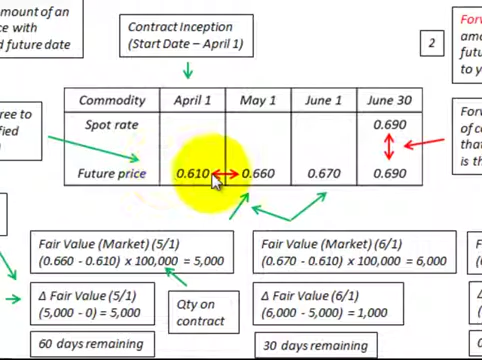 amount of an
ce with
d future date
Contract Inception
(Start Date – April 1)
2
For
amo
futu
to y
ree to
fied
Commodity April 1 May 1 June 1 June 30
Spot rate 0.690
Future price 0.610 0.660 0.670 0.690
For
of c
that
is th
Fair Value (Market) (5/1)
(0.660 - 0.610) x 100,000 = 5,000
Fair Value (Market) (6/1)
(0.670 - 0.610) x 100,000 = 6,000
Δ Fair Value (5/1)
(5,000 - 0) = 5,000
Qty on
contract
Δ Fair Value (6/1)
(6,000 - 5,000) = 1,000
60 days remaining
30 days remaining